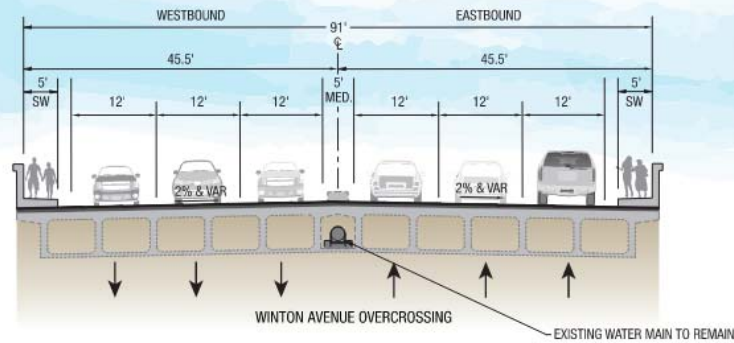 WESTBOUND
EASTBOUND
91'
℄
45.5'
45.5'
5'
SW
12'
12'
12'
5'
MED.
12'
12'
12'
5'
SW
2% & VAR
2% & VAR
WINTON AVENUE OVERCROSSING
EXISTING WATER MAIN TO REMAIN